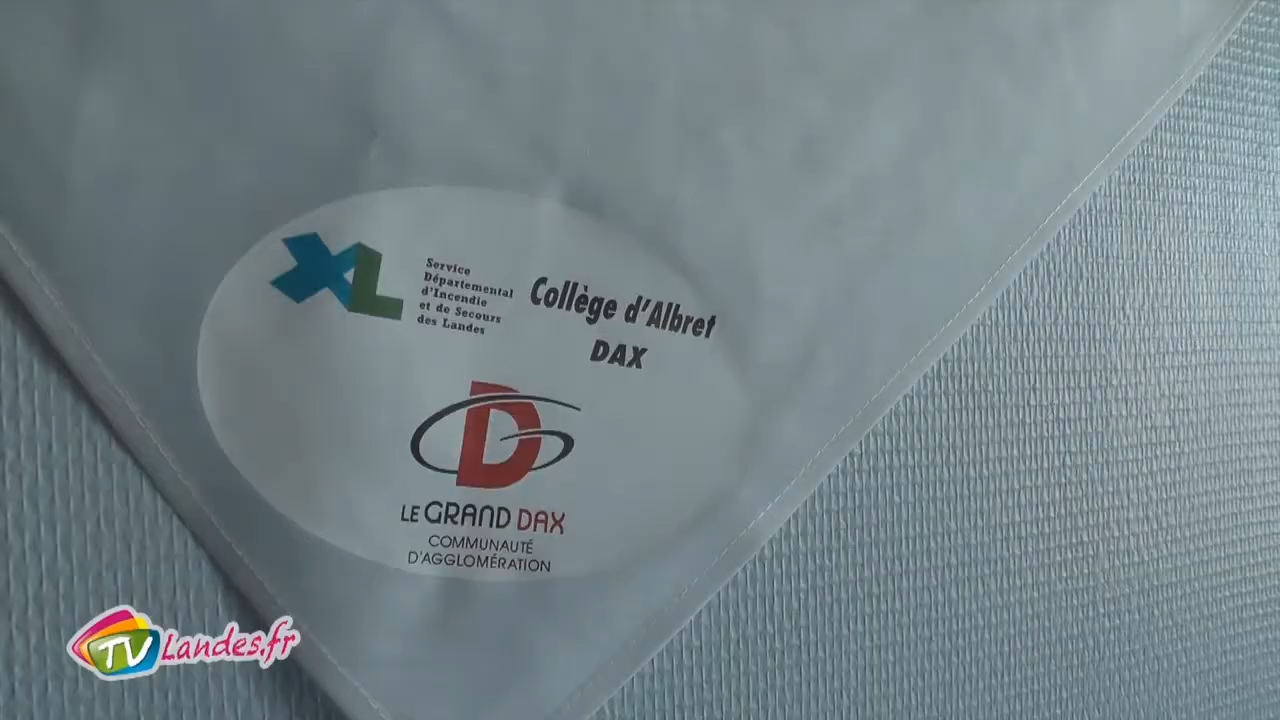 XL
Service
Départemental
d'Incendie
et de Secours
des Landes
Collège d'Albret
DAX
D
LE GRAND DAX
COMMUNAUTÉ
D'AGGLOMÉRATION
TV Landes.fr